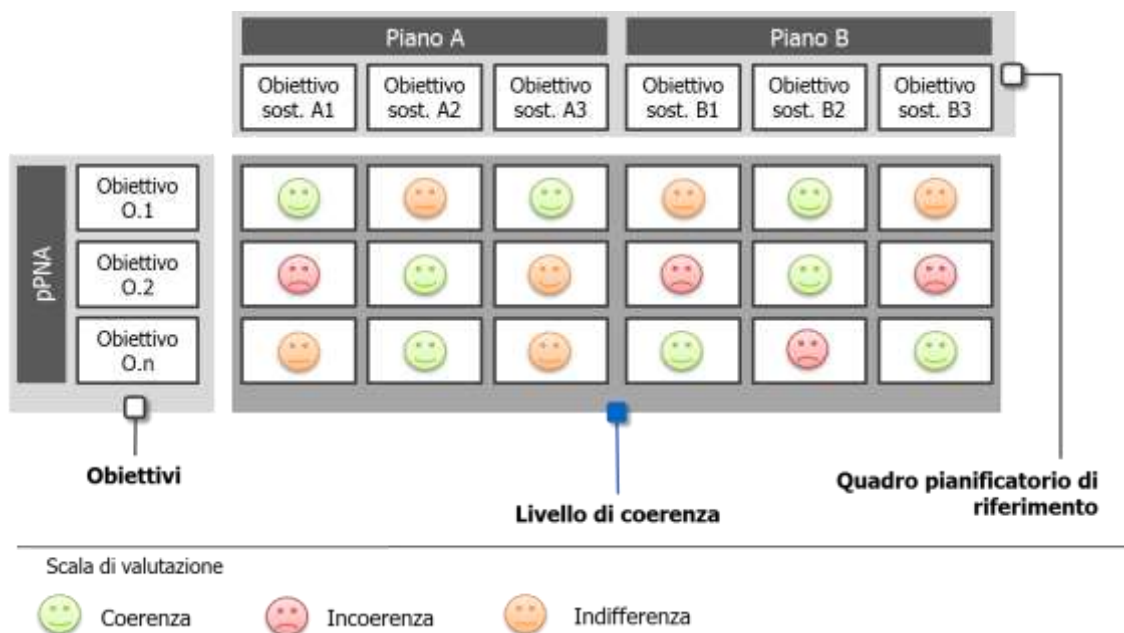 Piano A
Piano B
Obiettivo
sost. A1
Obiettivo
sost. A2
Obiettivo
sost. A3
Obiettivo
sost. B1
Obiettivo
sost. B2
Obiettivo
sost. B3
pPNA
Obiettivo
O.1
Obiettivo
O.2
Obiettivo
O.n
Obiettivi
Livello di coerenza
Quadro pianificatorio di
riferimento
Scala di valutazione
Coerenza
Incoerenza
Indifferenza